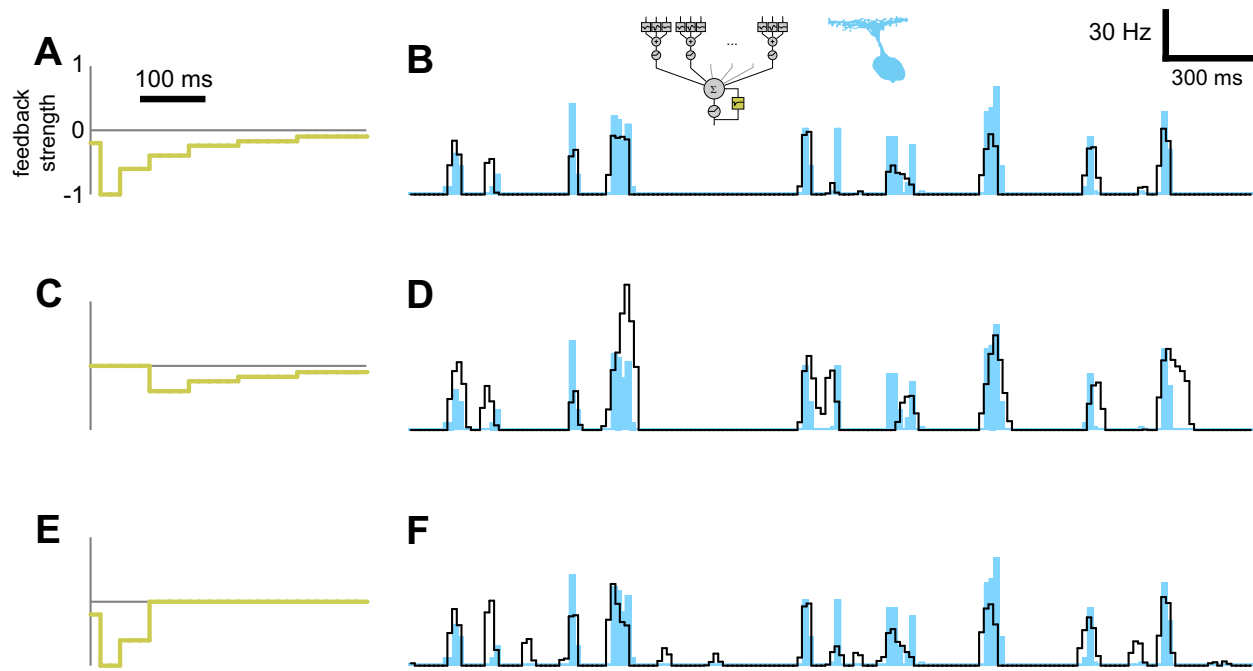 A
B
1
0
-1
feedback
strength
100 ms
...
Σ
30 Hz
300 ms
C
D
E
F